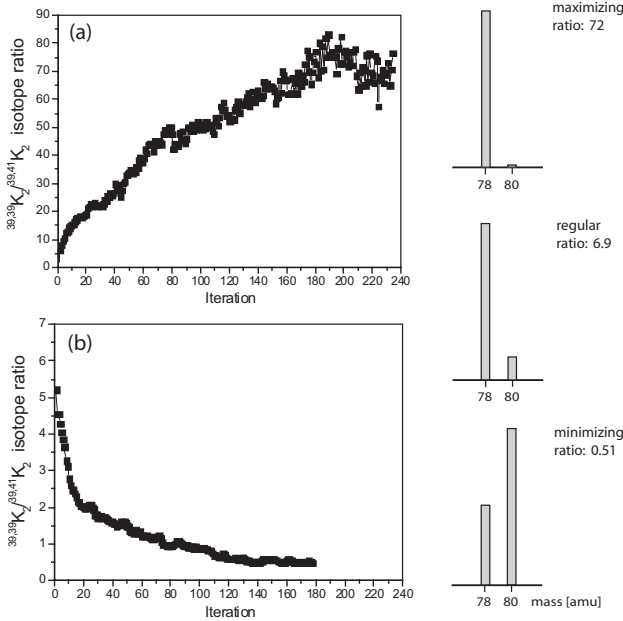 (a)
90
80
70
60
50
40
30
20
10
0
39,39K2/39,41K2 isotope ratio
0 20 40 60 80 100 120 140 160 180 200 220 240
Iteration
(b)
7
6
5
4
3
2
1
0
39,39K2/39,41K2 isotope ratio
0 20 40 60 80 100 120 140 160 180 200 220 240
Iteration
maximizing
ratio: 72
78 80
regular
ratio: 6.9
78 80
minimizing
ratio: 0.51
78 80 mass [amu]